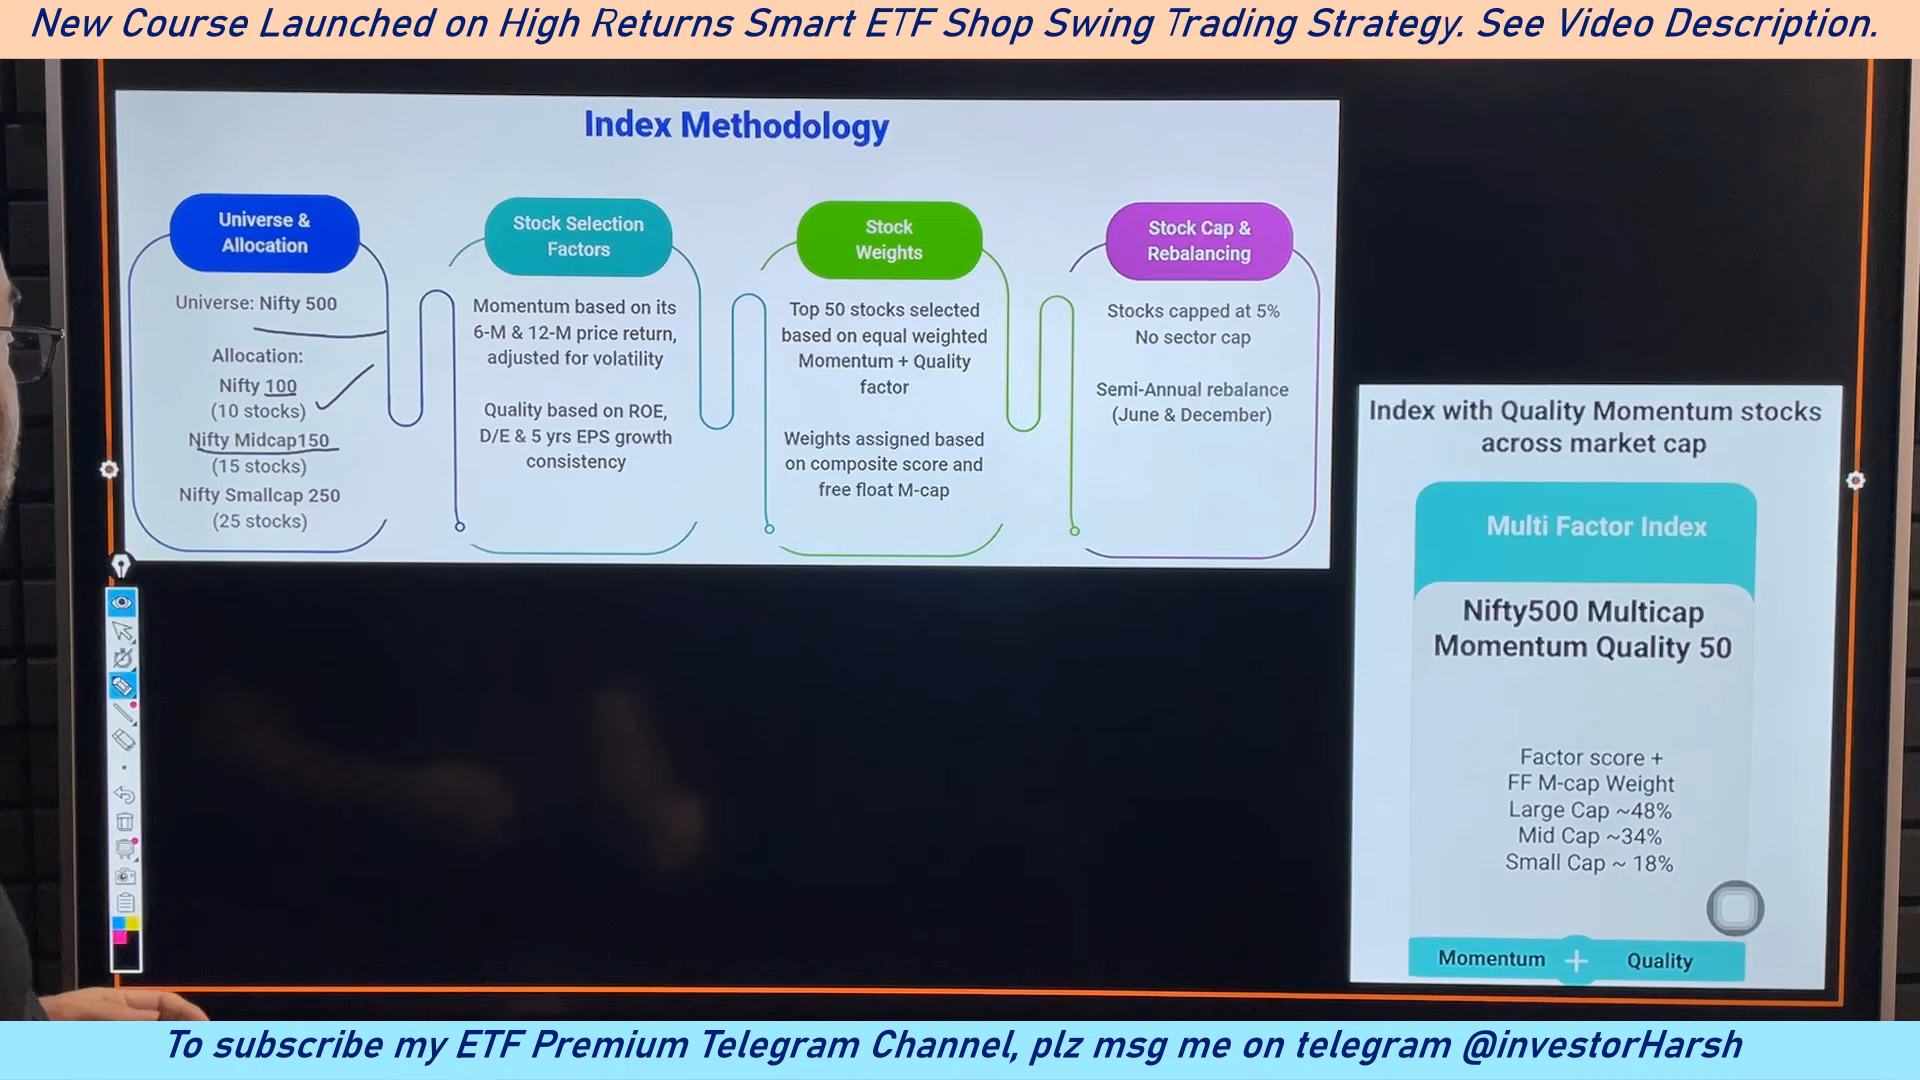 New Course Launched on High Returns Smart ETF Shop Swing Trading Strategy. See Video Description.
Index Methodology
Universe &
Allocation
Universe: Nifty 500
Allocation:
Nifty 100
(10 stocks)
Nifty Midcap150
(15 stocks)
Nifty Smallcap 250
(25 stocks)
Stock Selection
Factors
Momentum based on its
6-M & 12-M price return,
adjusted for volatility
Quality based on ROE,
D/E & 5 yrs EPS growth
consistency
Stock
Weights
Top 50 stocks selected
based on equal weighted
Momentum + Quality
factor
Weights assigned based
on composite score and
free float M-cap
Stock Cap &
Rebalancing
Stocks capped at 5%
No sector cap
Semi-Annual rebalance
(June & December)
Index with Quality Momentum stocks
across market cap
Multi Factor Index
Nifty500 Multicap
Momentum Quality 50
Factor score +
FF M-cap Weight
Large Cap ~48%
Mid Cap ~34%
Small Cap ~ 18%
Momentum + Quality
To subscribe my ETF Premium Telegram Channel, plz msg me on telegram @investorHarsh